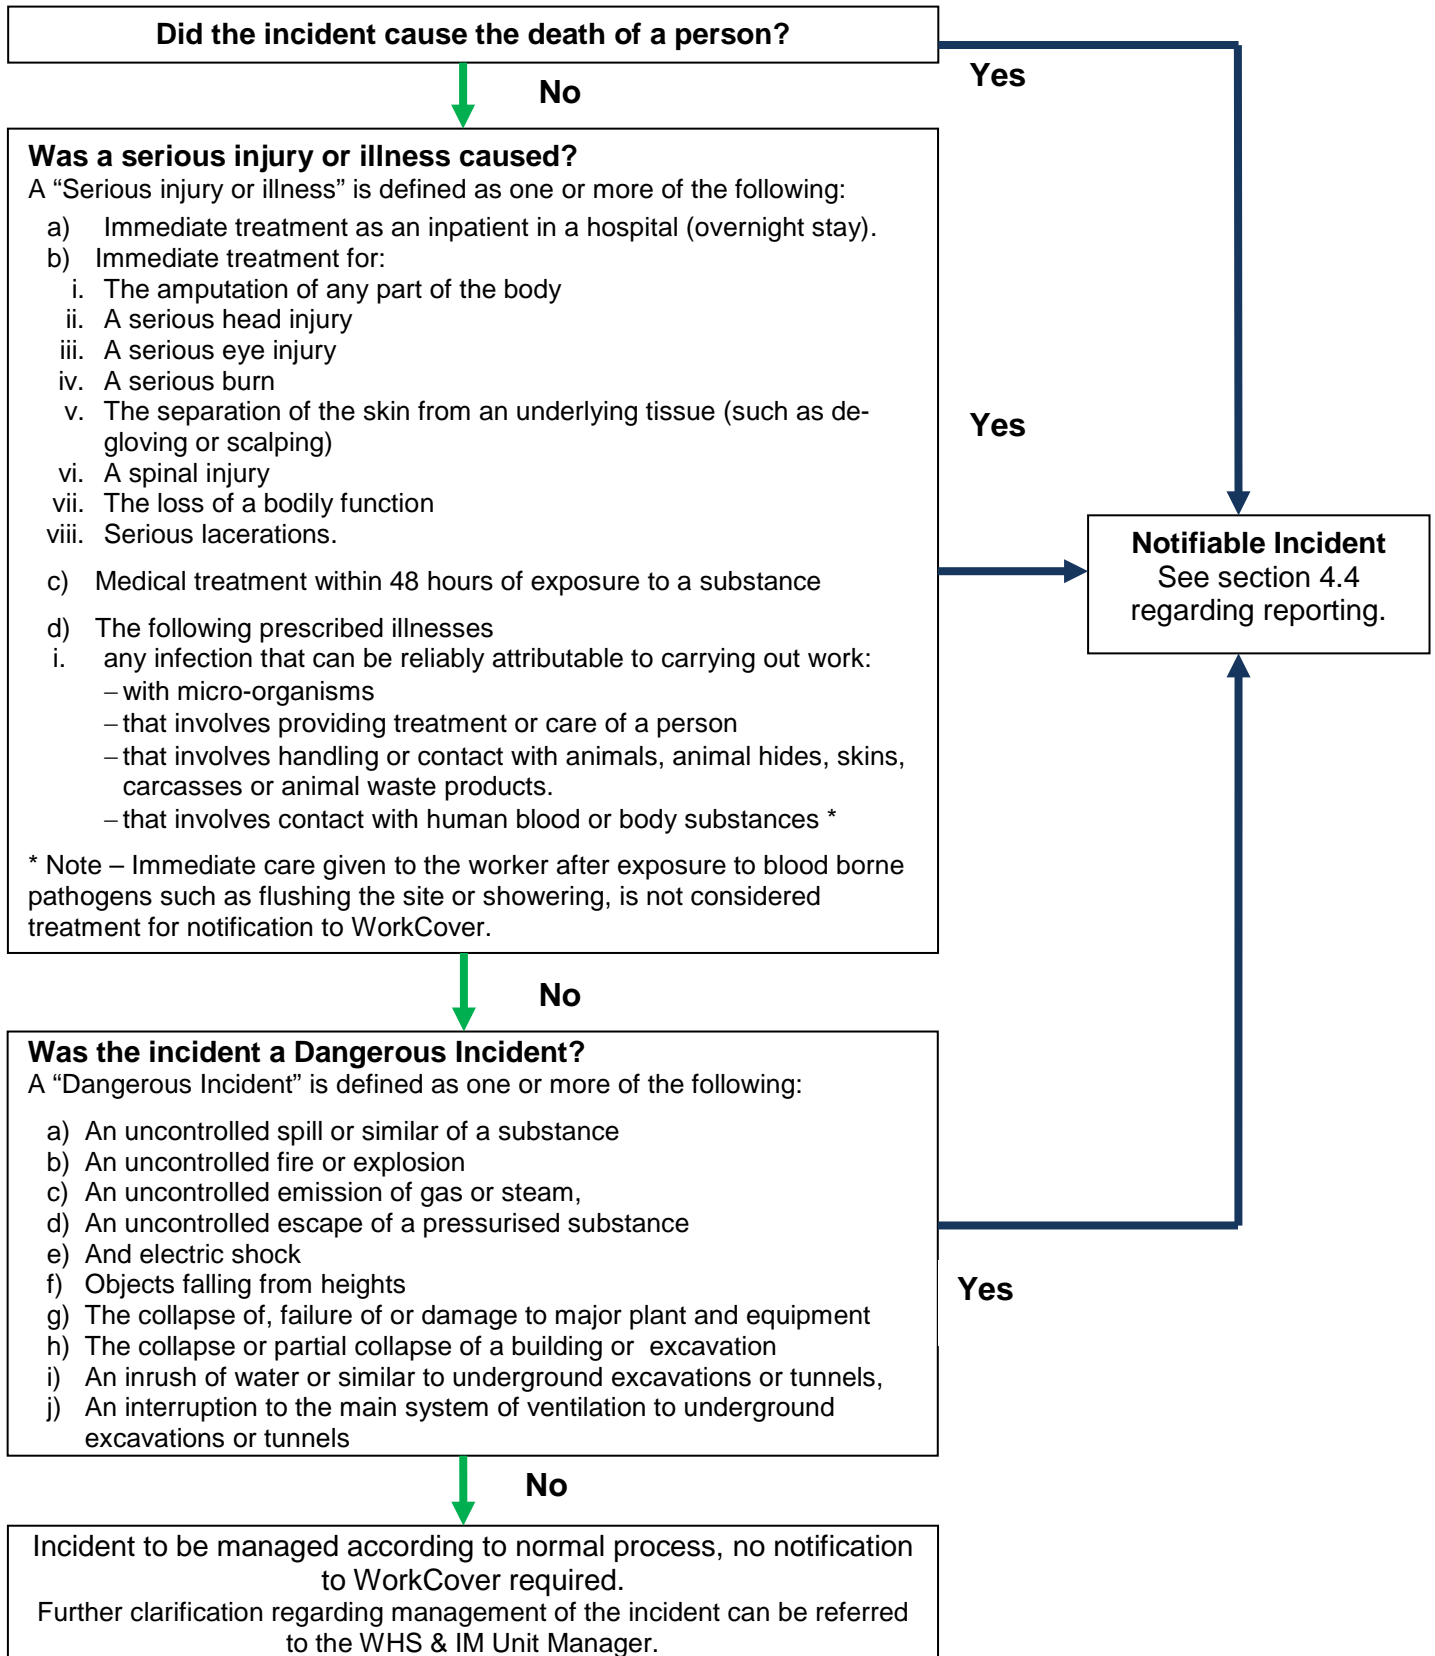 Did the incident cause the death of a person?
Yes
No
Was a serious injury or illness caused?
A “Serious injury or illness” is defined as one or more of the following:
a) Immediate treatment as an inpatient in a hospital (overnight stay).
b) Immediate treatment for:
i. The amputation of any part of the body
ii. A serious head injury
iii. A serious eye injury
iv. A serious burn
v. The separation of the skin from an underlying tissue (such as de-
gloving or scalping)
vi. A spinal injury
vii. The loss of a bodily function
viii. Serious lacerations.
c) Medical treatment within 48 hours of exposure to a substance
d) The following prescribed illnesses
i. any infection that can be reliably attributable to carrying out work:
– with micro-organisms
– that involves providing treatment or care of a person
– that involves handling or contact with animals, animal hides, skins,
carcasses or animal waste products.
– that involves contact with human blood or body substances *
* Note – Immediate care given to the worker after exposure to blood borne
pathogens such as flushing the site or showering, is not considered
treatment for notification to WorkCover.
Yes
Notifiable Incident
See section 4.4
regarding reporting.
No
Was the incident a Dangerous Incident?
A “Dangerous Incident” is defined as one or more of the following:
a) An uncontrolled spill or similar of a substance
b) An uncontrolled fire or explosion
c) An uncontrolled emission of gas or steam,
d) An uncontrolled escape of a pressurised substance
e) And electric shock
f) Objects falling from heights
g) The collapse of, failure of or damage to major plant and equipment
h) The collapse or partial collapse of a building or excavation
i) An inrush of water or similar to underground excavations or tunnels,
j) An interruption to the main system of ventilation to underground
excavations or tunnels
Yes
No
Incident to be managed according to normal process, no notification
to WorkCover required.
Further clarification regarding management of the incident can be referred
to the WHS & IM Unit Manager.